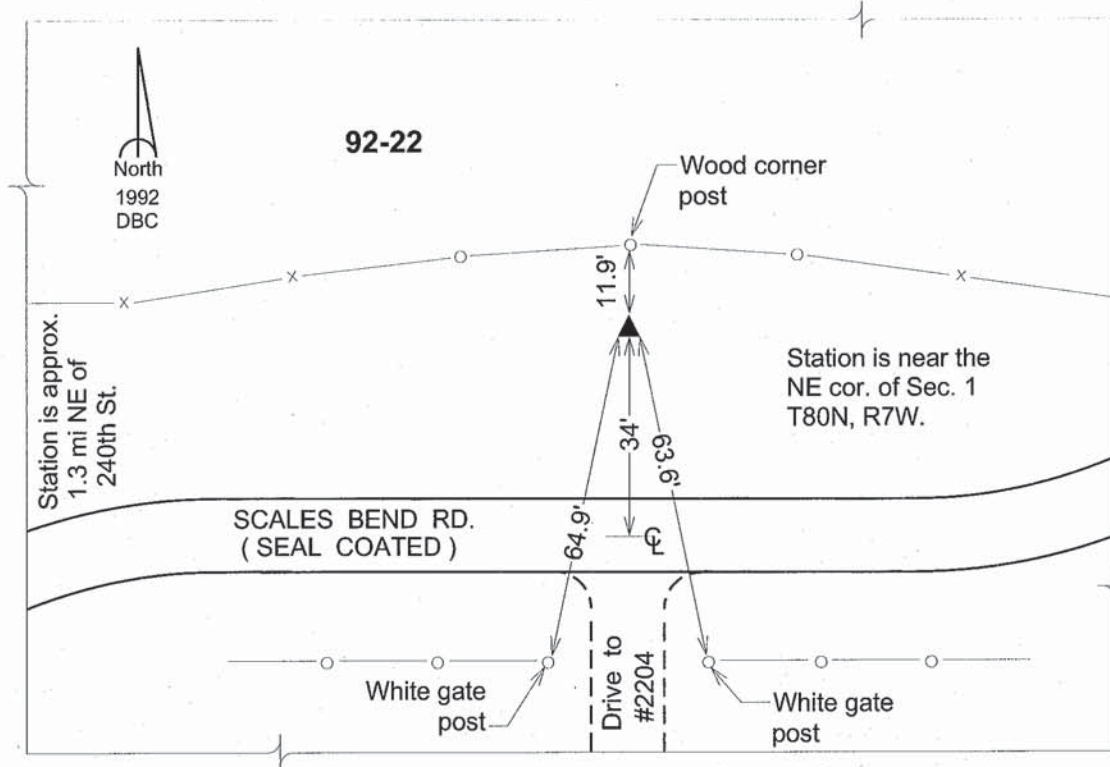 92-22
North
1992
DBC
Wood corner
post
11.9'
Station is approx.
1.3 mi NE of
240th St.
Station is near the
NE cor. of Sec. 1
T80N, R7W.
34'
63.6'
64.9'
SCALES BEND RD.
( SEAL COATED )
℄
White gate
post
Drive to
#2204
White gate
post